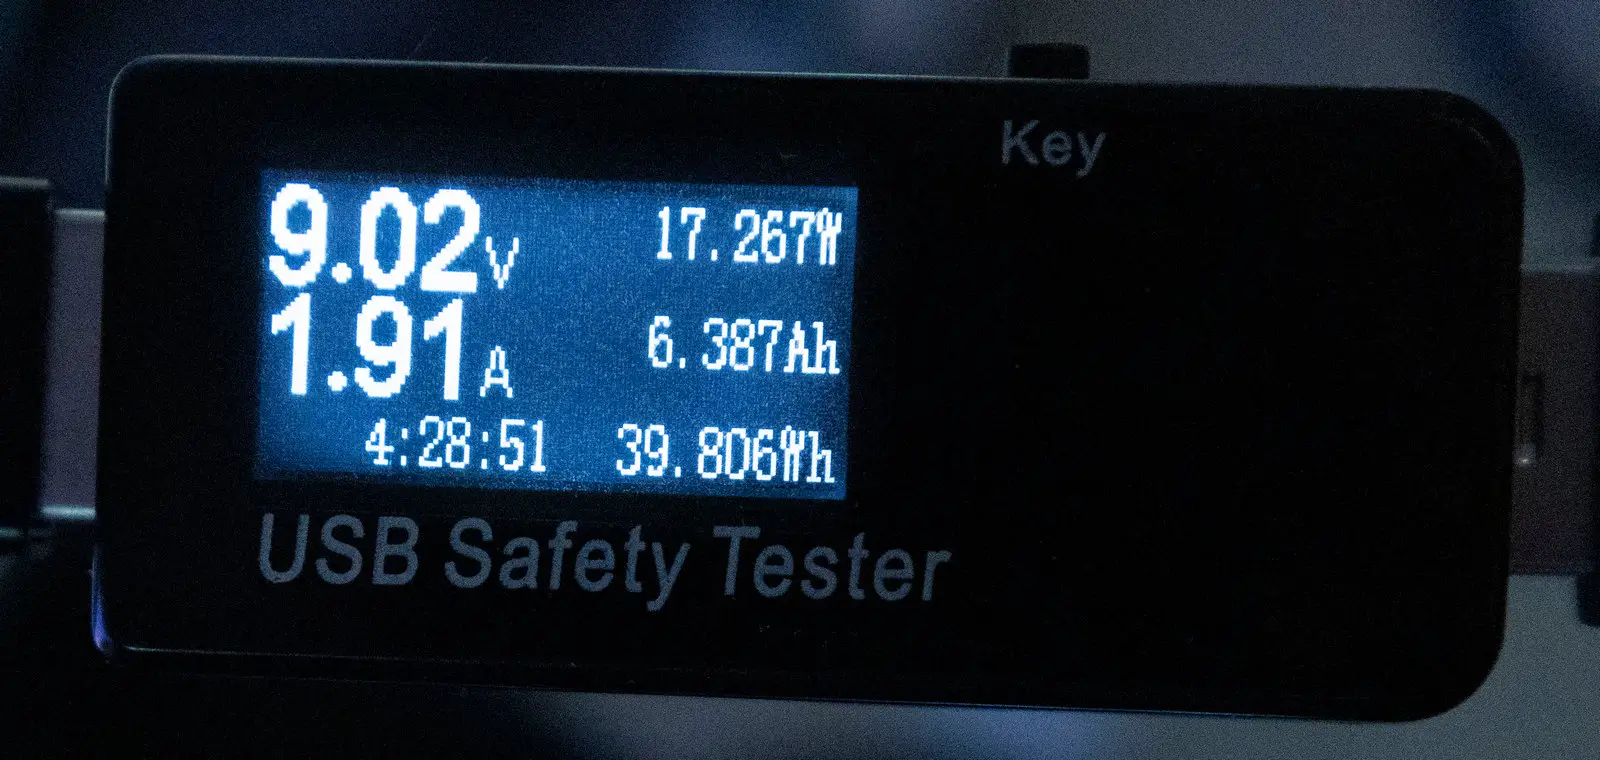 Key
9.02V 17.267W
1.91A 6.387Ah
4:28:51 39.806Wh
USB Safety Tester